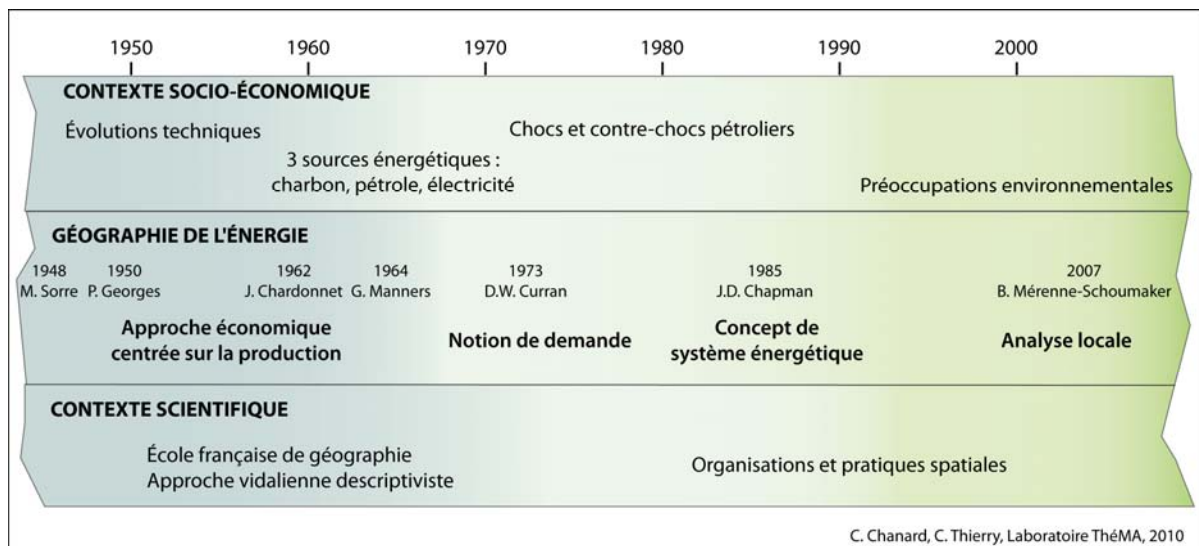 1950 1960 1970 1980 1990 2000
CONTEXTE SOCIO-ÉCONOMIQUE
Évolutions techniques
Chocs et contre-chocs pétroliers
3 sources énergétiques :
charbon, pétrole, électricité
Préoccupations environnementales
GÉOGRAPHIE DE L'ÉNERGIE
1948 1950 1962 1964 1973 1985 2007
M. Sorre P. Georges J. Chardonnet G. Manners D.W. Curran J.D. Chapman B. Mérenne-Schoumaker
Approche économique
centrée sur la production
Notion de demande
Concept de
système énergétique
Analyse locale
CONTEXTE SCIENTIFIQUE
École française de géographie
Approche vidalienne descriptiviste
Organisations et pratiques spatiales
C. Chanard, C. Thierry, Laboratoire ThéMA, 2010